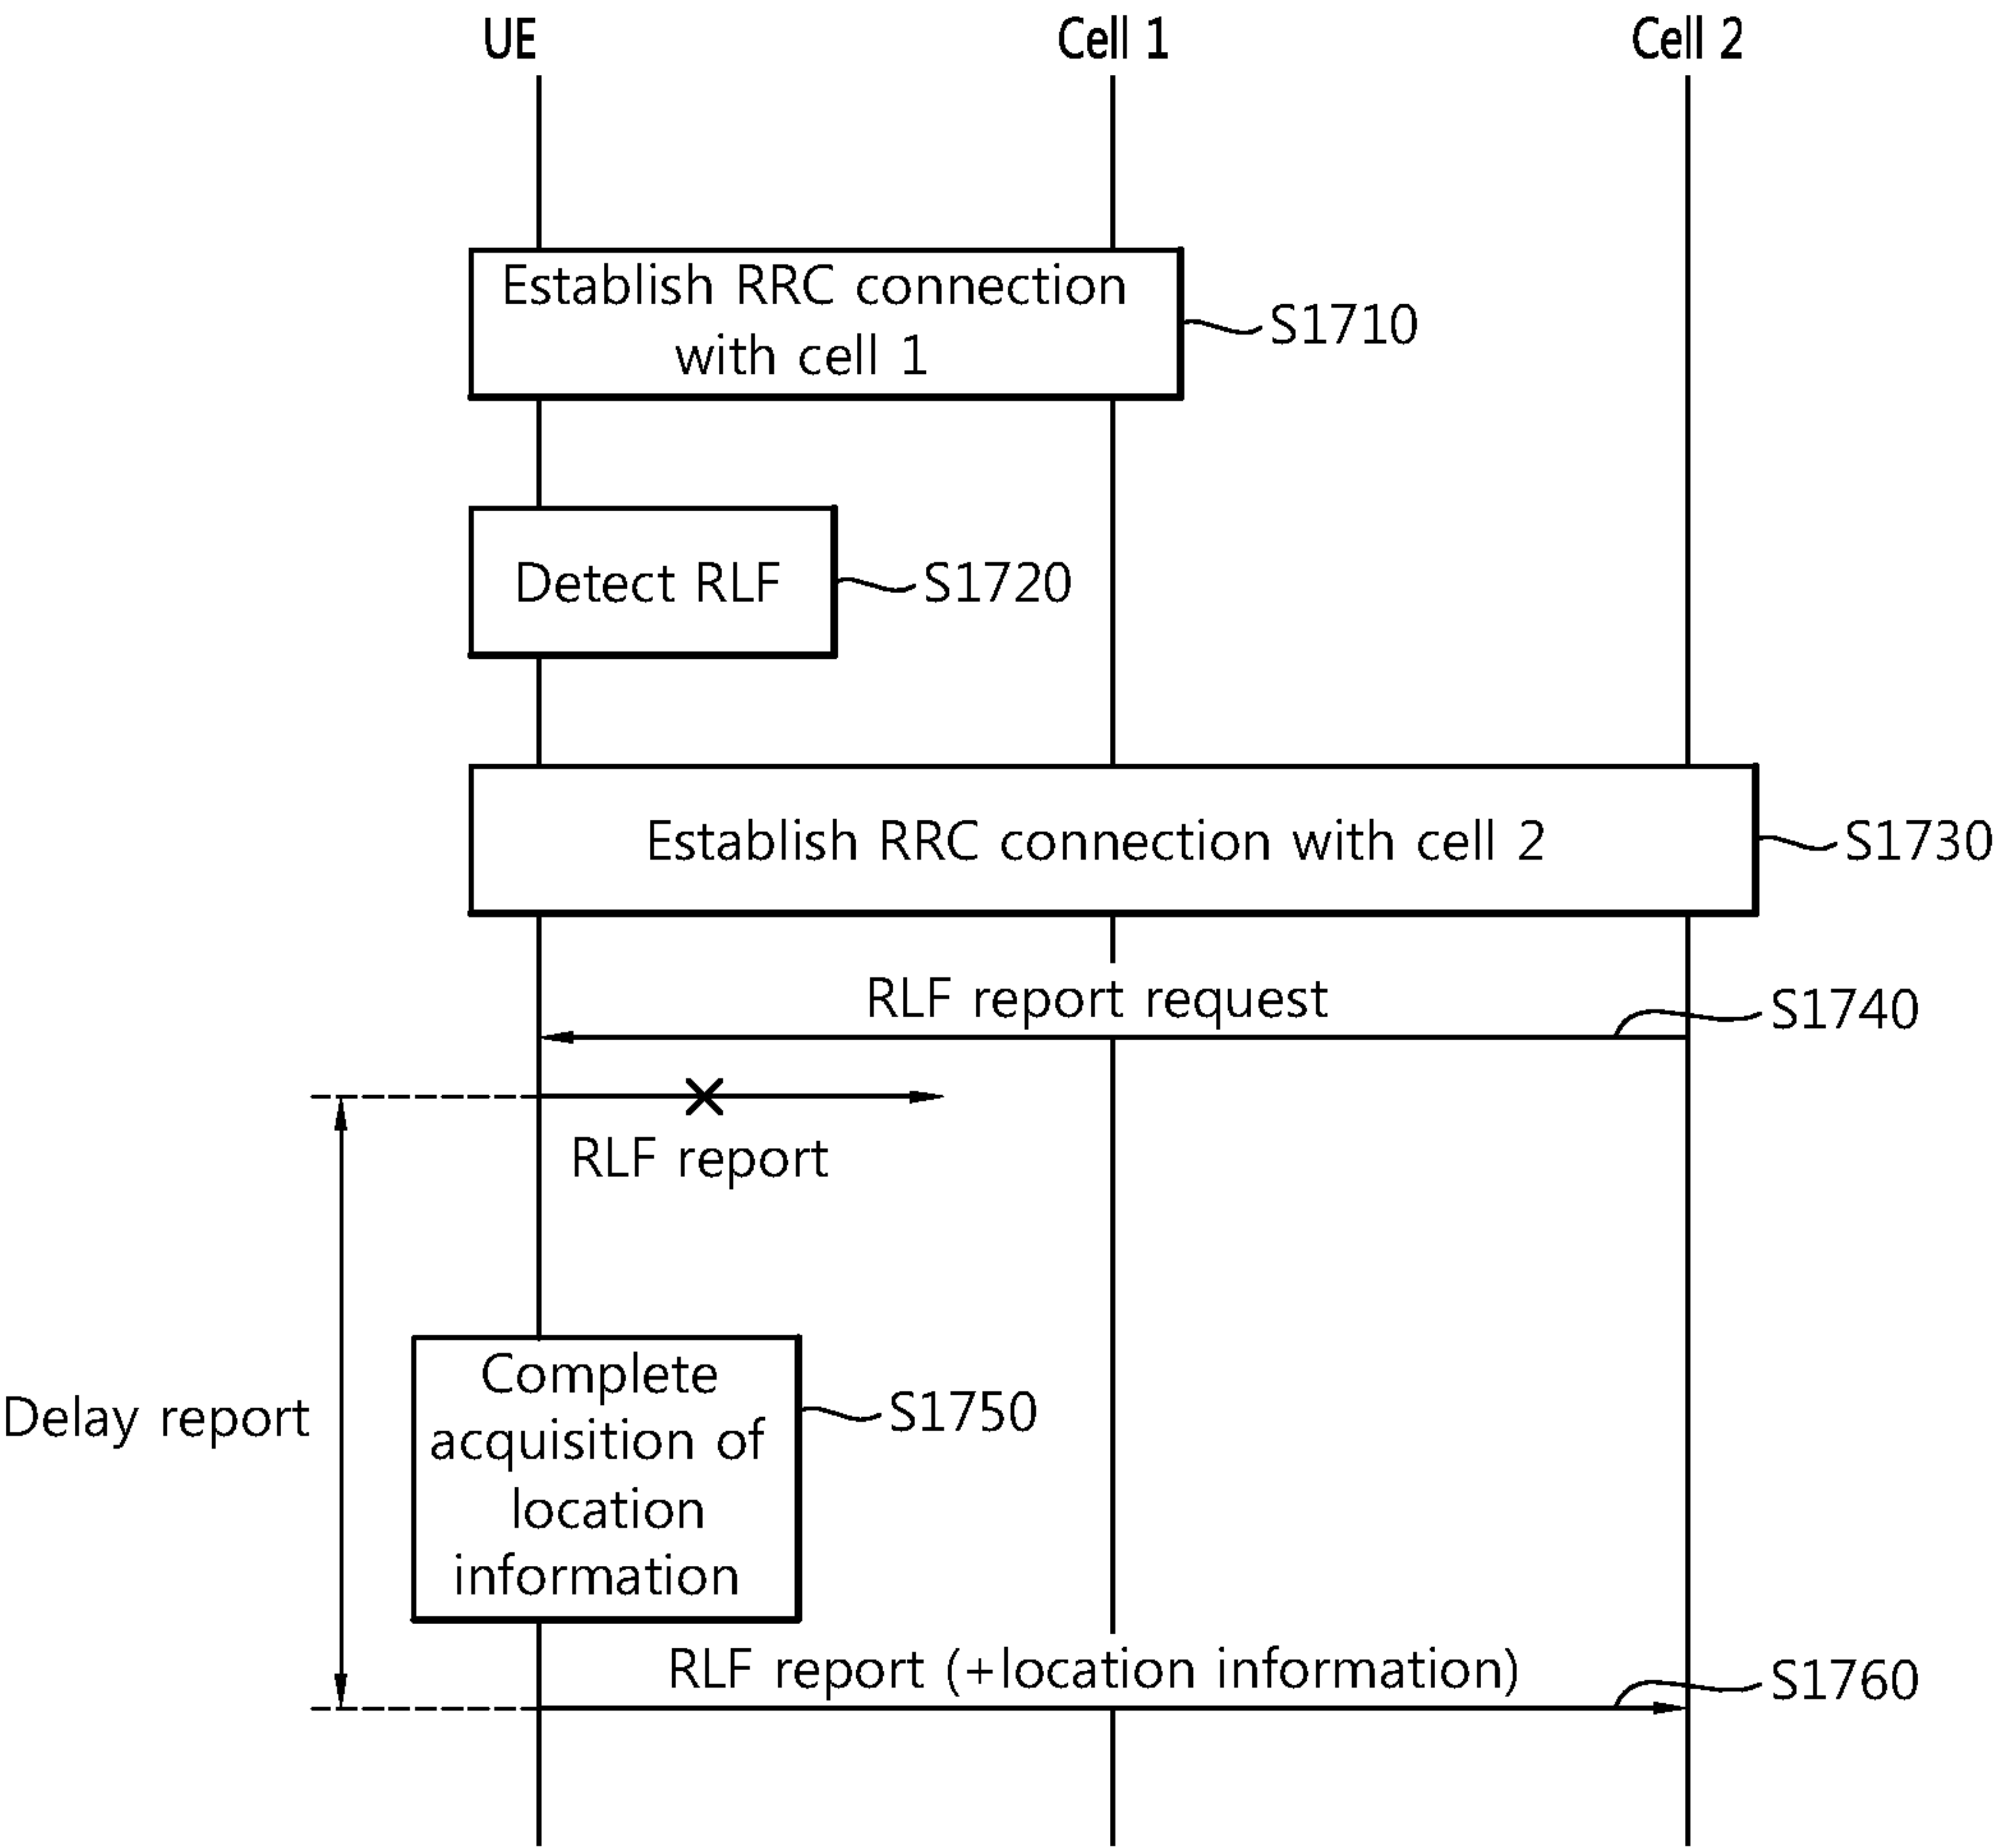 UE
Cell 1
Cell 2
Establish RRC connection
with cell 1
S1710
Detect RLF
S1720
Establish RRC connection with cell 2
S1730
RLF report request
S1740
RLF report
Delay report
Complete
acquisition of
location
information
S1750
RLF report (+location information)
S1760